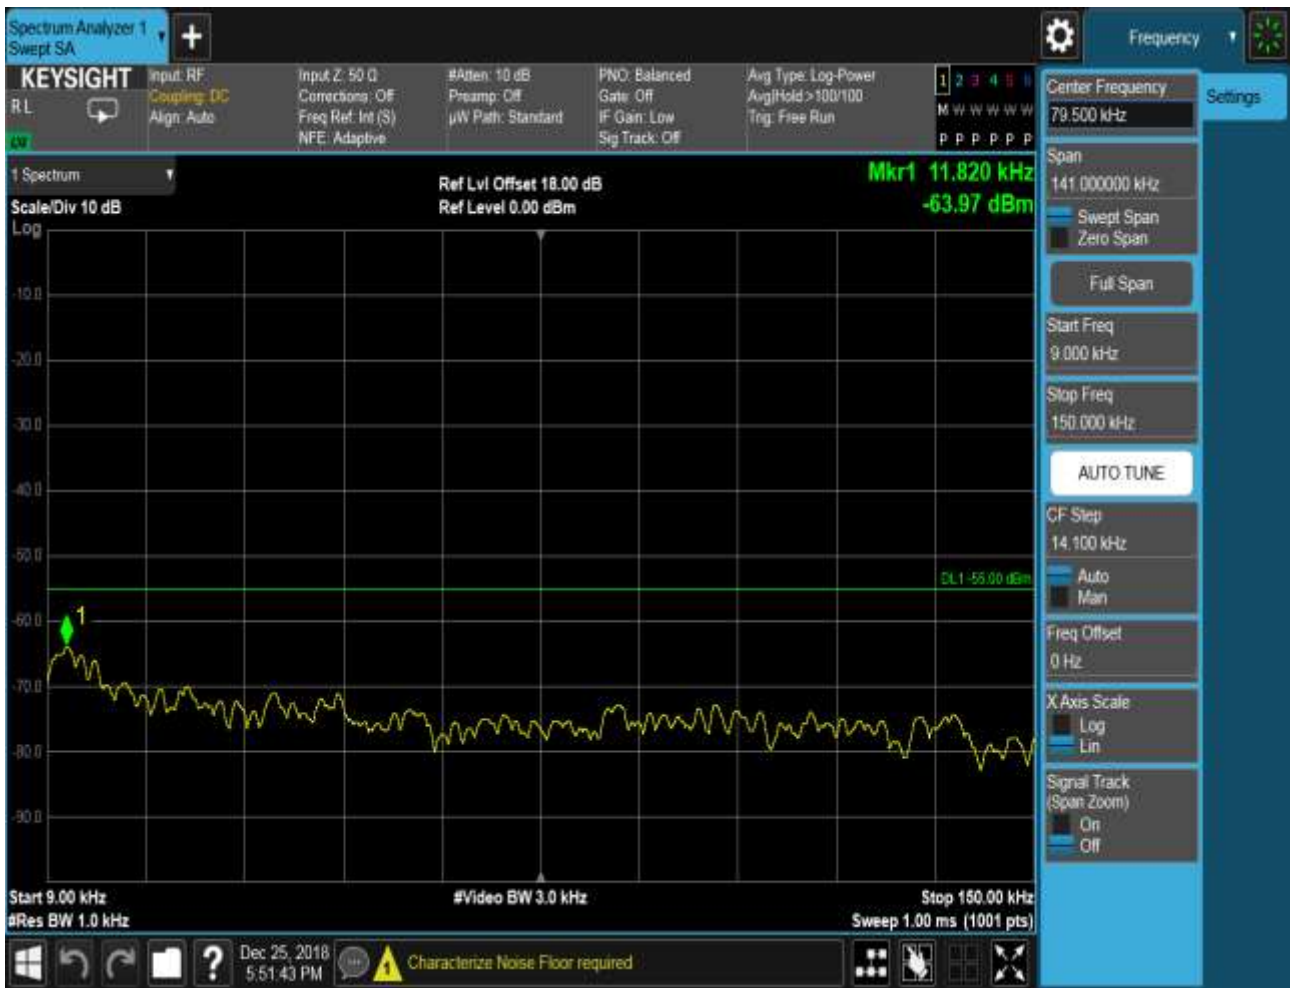 Spectrum Analyzer 1
Swept SA
+
Frequency
KEYSIGHT
R L
Input: RF
Coupling: DC
Align: Auto
Input Z: 50 Ω
Corrections: Off
Freq Ref: Int (S)
NFE: Adaptive
#Atten: 10 dB
Preamp: Off
µW Path: Standard
PNO: Balanced
Gate: Off
IF Gain: Low
Sig Track: Off
Avg Type: Log-Power
Avg|Hold:>100/100
Trig: Free Run
1 2 3 4 5 6
M W W W W W
P P P P P P
Center Frequency
79.500 kHz
Settings
Span
141.000000 kHz
Swept Span
Zero Span
Full Span
Start Freq
9.000 kHz
Stop Freq
150.000 kHz
AUTO TUNE
CF Step
14.100 kHz
Auto
Man
Freq Offset
0 Hz
X Axis Scale
Log
Lin
Signal Track
(Span Zoom)
On
Off
1 Spectrum
Scale/Div 10 dB
Log
Ref Lvl Offset 18.00 dB
Ref Level 0.00 dBm
Mkr1 11.820 kHz
-63.97 dBm
-10.0
-20.0
-30.0
-40.0
-50.0
DL1 -55.00 dBm
-60.0
1
-70.0
-80.0
-90.0
Start 9.00 kHz
#Video BW 3.0 kHz
Stop 150.00 kHz
#Res BW 1.0 kHz
Sweep 1.00 ms (1001 pts)
?
Dec 25, 2018
5:51:43 PM
1
Characterize Noise Floor required